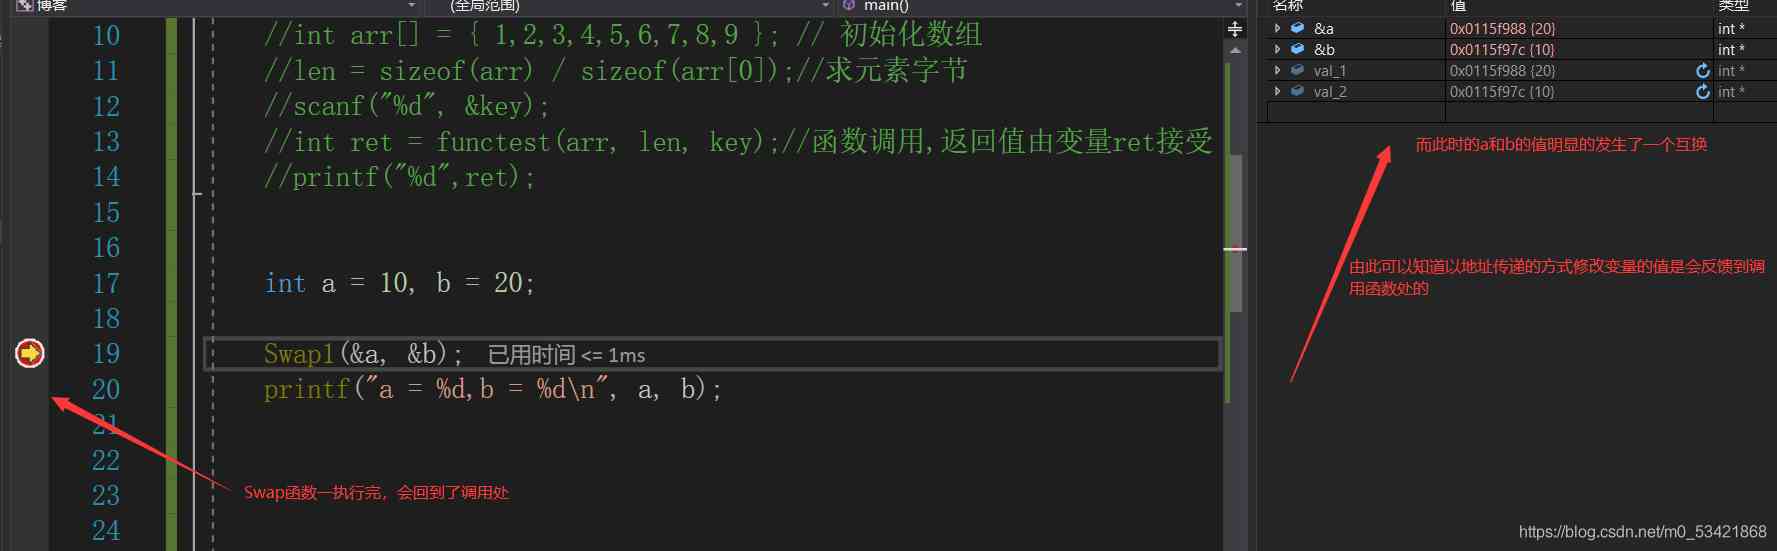 博客 (全局范围) main()
10 //int arr[] = { 1,2,3,4,5,6,7,8,9 }; // 初始化数组
11 //len = sizeof(arr) / sizeof(arr[0]);//求元素字节
12 //scanf("%d", &key);
13 //int ret = functest(arr, len, key);//函数调用,返回值由变量ret接受
14 //printf("%d",ret);
15
16
17 int a = 10, b = 20;
18
19 Swap1(&a, &b); 已用时间 <= 1ms
20 printf("a = %d,b = %d\n", a, b);
21
22
23
24
Swap函数一执行完，会回到了调用处
名称 值 类型
&a 0x0115f988 {20} int *
&b 0x0115f97c {10} int *
val_1 0x0115f988 {20} int *
val_2 0x0115f97c {10} int *
而此时的a和b的值明显的发生了一个互换
由此可以知道以地址传递的方式修改变量的值是会反馈到调
用函数处的
https://blog.csdn.net/m0_53421868